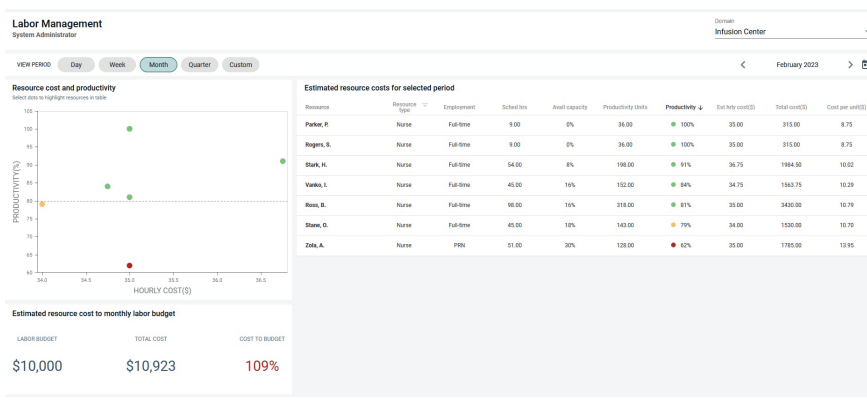 Labor Management
System Administrator
Domain
Infusion Center
VIEW PERIOD Day Week Month Quarter Custom
February 2023
Resource cost and productivity
Select dots to highlight resources in table
PRODUCTIVITY(%)
105
100
95
90
85
80
75
70
65
60
34.0 34.5 35.0 35.5 36.0 36.5
HOURLY COST($)
Estimated resource costs for selected period
Resource Resource type Employment Sched hrs Avail capacity Productivity Units Productivity ↓ Est hrly cost($) Total cost($) Cost per unit($)
Parker, P. Nurse Full-time 9.00 0% 36.00 100% 35.00 315.00 8.75
Rogers, S. Nurse Full-time 9.00 0% 36.00 100% 35.00 315.00 8.75
Stark, H. Nurse Full-time 54.00 8% 198.00 91% 36.75 1984.50 10.02
Vanko, I. Nurse Full-time 45.00 16% 152.00 84% 34.75 1563.75 10.29
Ross, B. Nurse Full-time 98.00 16% 318.00 81% 35.00 3430.00 10.79
Stane, O. Nurse Full-time 45.00 18% 143.00 79% 34.00 1530.00 10.70
Zola, A. Nurse PRN 51.00 30% 128.00 62% 35.00 1785.00 13.95
Estimated resource cost to monthly labor budget
LABOR BUDGET TOTAL COST COST TO BUDGET
$10,000 $10,923 109%